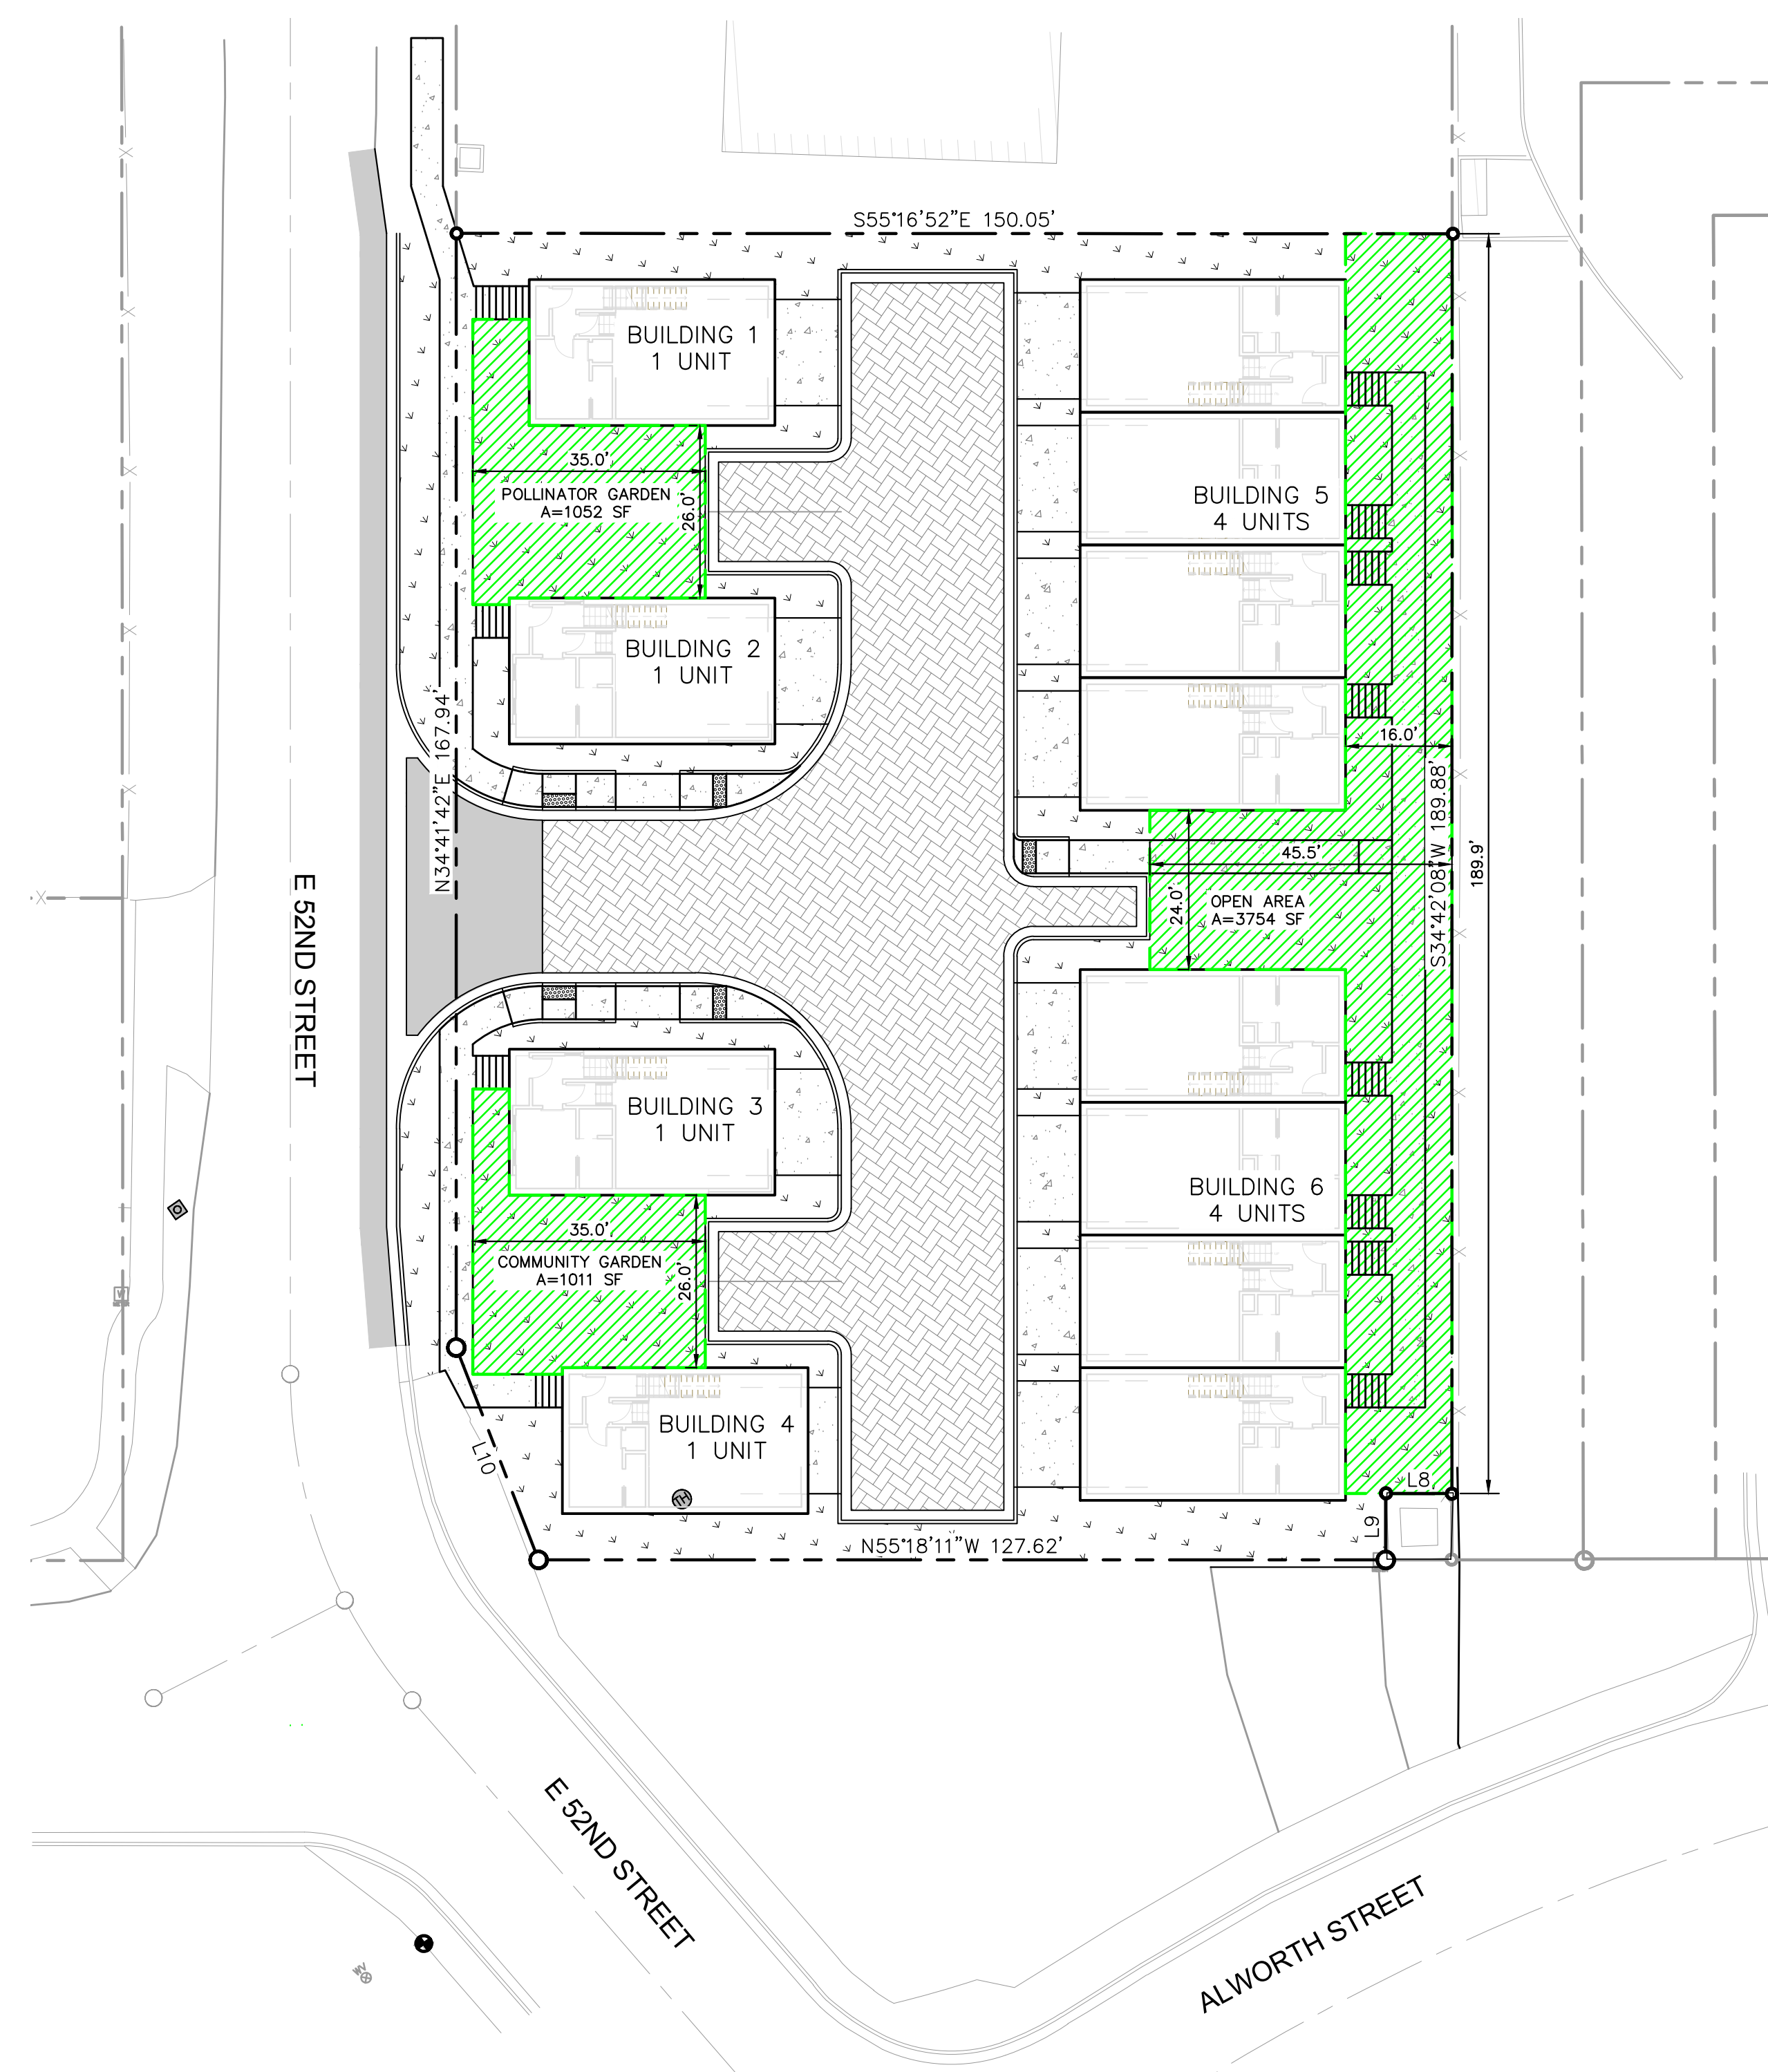 S55°16'52"E 150.05'
BUILDING 1
1 UNIT
35.0'
POLLINATOR GARDEN
A=1052 SF
26.0'
BUILDING 5
4 UNITS
BUILDING 2
1 UNIT
N34°41'42"E 167.94'
16.0'
S34°42'08"W 189.88'
189.9'
45.5'
24.0'
OPEN AREA
A=3754 SF
E 52ND STREET
BUILDING 3
1 UNIT
35.0'
COMMUNITY GARDEN
A=1011 SF
26.0'
BUILDING 6
4 UNITS
BUILDING 4
1 UNIT
TH
L10
L8
L9
N55°18'11"W 127.62'
E 52ND STREET
ALWORTH STREET